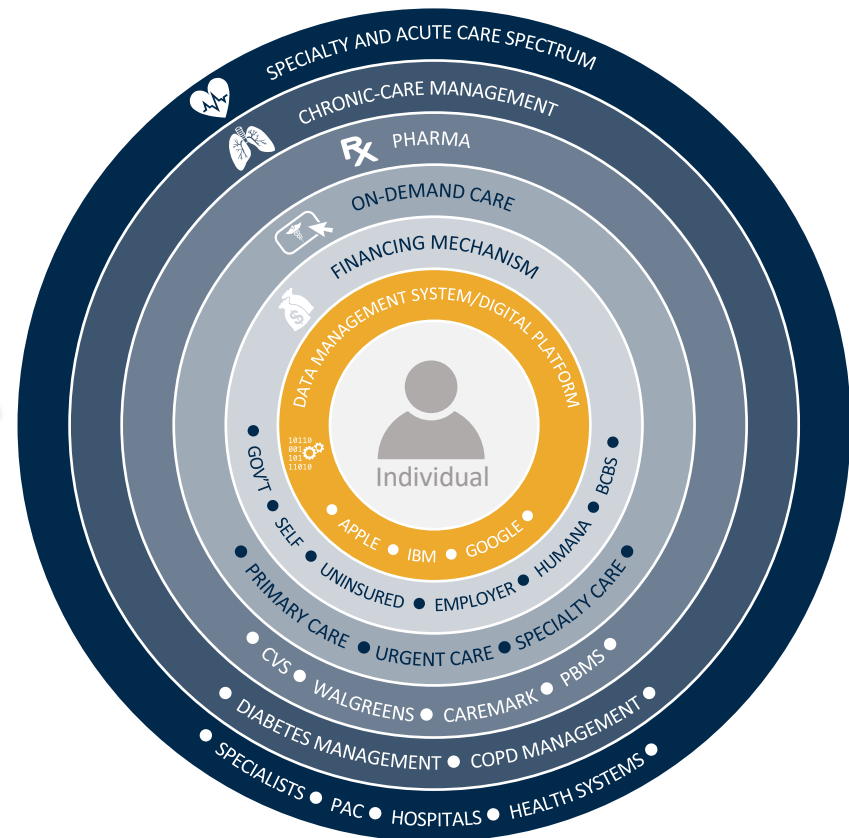 SPECIALTY AND ACUTE CARE SPECTRUM
CHRONIC-CARE MANAGEMENT
Rx PHARMA
ON-DEMAND CARE
FINANCING MECHANISM
$
DATA MANAGEMENT SYSTEM/DIGITAL PLATFORM
10110
001
101
11010
Individual
• APPLE • IBM • GOOGLE •
• GOV'T • SELF • UNINSURED • EMPLOYER • HUMANA • BCBS •
• PRIMARY CARE • URGENT CARE • SPECIALTY CARE •
• CVS • WALGREENS • CAREMARK • PBMS •
• DIABETES MANAGEMENT • COPD MANAGEMENT •
• SPECIALISTS • PAC • HOSPITALS • HEALTH SYSTEMS •